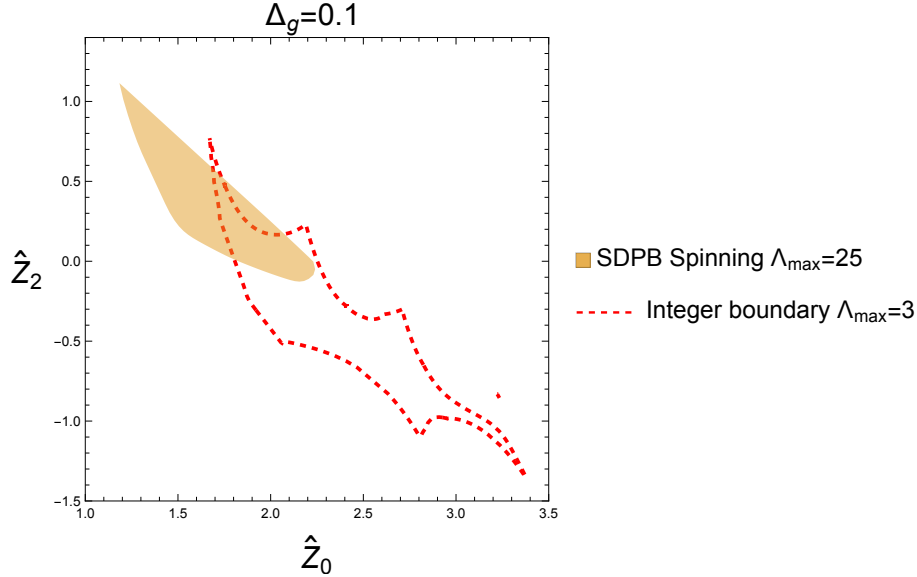 Δg=0.1
1.0
0.5
0.0
−0.5
−1.0
−1.5
1.0 1.5 2.0 2.5 3.0 3.5
Ẑ2
Ẑ0
SDPB Spinning Λmax=25
Integer boundary Λmax=3